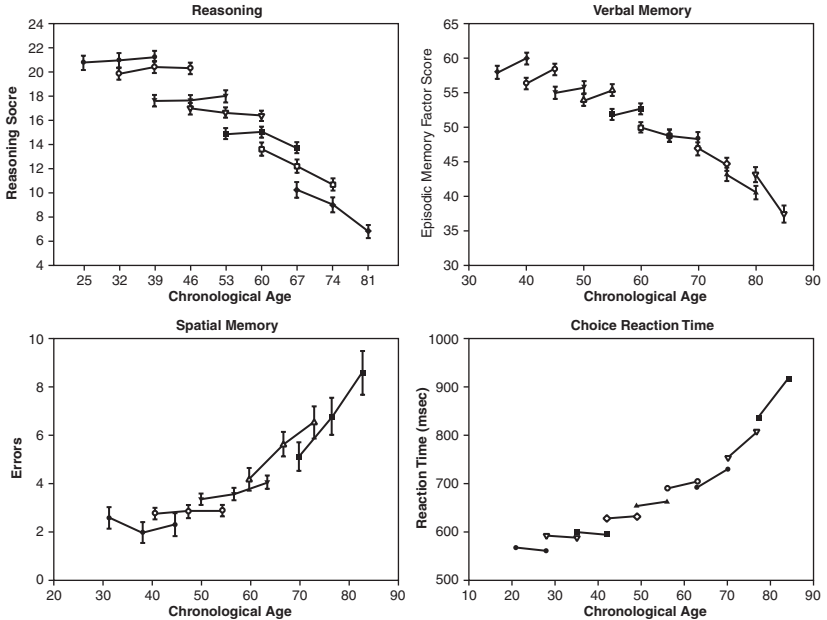 Reasoning
24
22
20
18
16
14
12
10
8
6
4
Reasoning Socre
25 32 39 46 53 60 67 74 81
Chronological Age
Verbal Memory
65
60
55
50
45
40
35
30
Episodic Memory Factor Score
30 40 50 60 70 80 90
Chronological Age
Spatial Memory
10
8
6
4
2
0
Errors
20 30 40 50 60 70 80 90
Chronological Age
Choice Reaction Time
1000
900
800
700
600
500
Reaction Time (msec)
10 20 30 40 50 60 70 80 90
Chronological Age